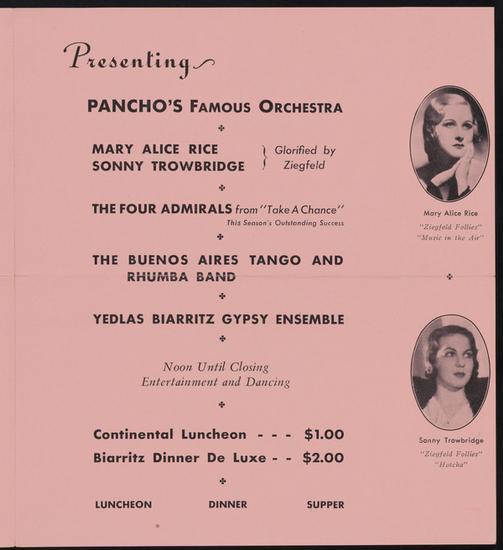 Presenting
PANCHO'S FAMOUS ORCHESTRA
MARY ALICE RICE
SONNY TROWBRIDGE
Glorified by
Ziegfeld
THE FOUR ADMIRALS from "Take A Chance"
This Season's Outstanding Success
THE BUENOS AIRES TANGO AND
RHUMBA BAND
YEDLAS BIARRITZ GYPSY ENSEMBLE
Noon Until Closing
Entertainment and Dancing
Continental Luncheon - - - $1.00
Biarritz Dinner De Luxe - - $2.00
LUNCHEON DINNER SUPPER
Mary Alice Rice
"Ziegfeld Follies"
"Music in the Air"
Sonny Trowbridge
"Ziegfeld Follies"
"Hotcha"